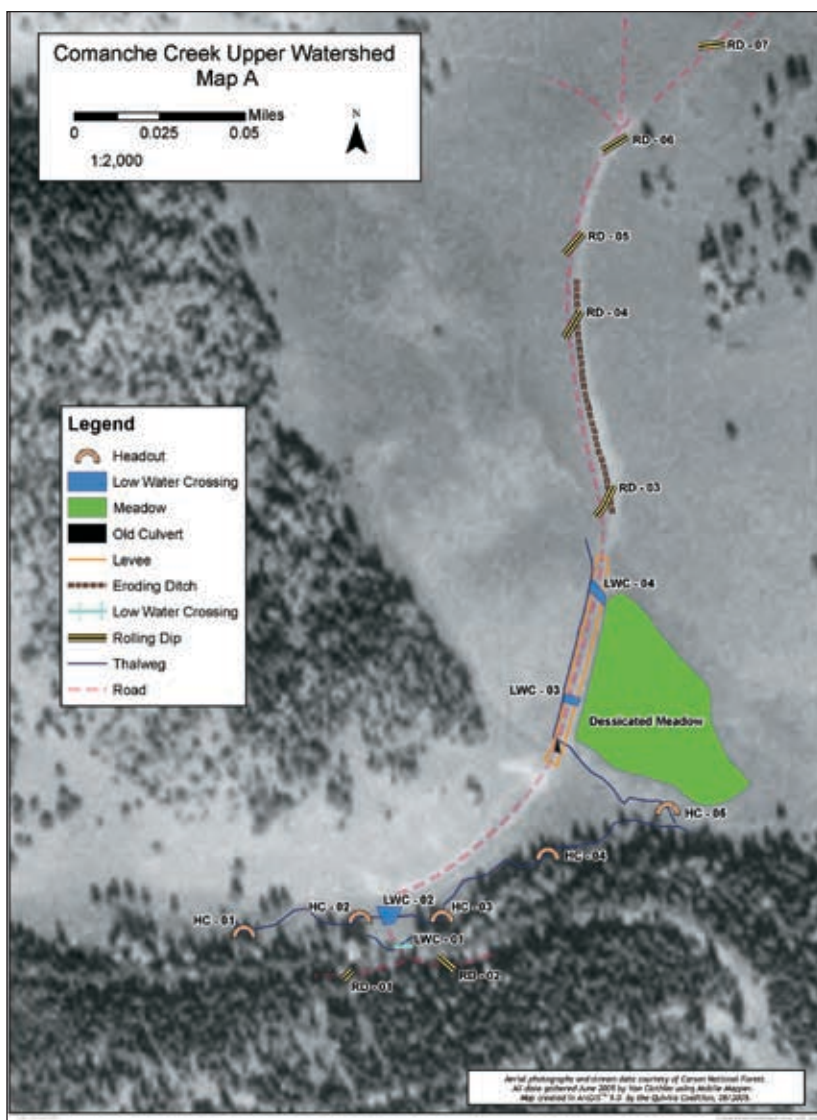 Comanche Creek Upper Watershed
Map A
Miles
0 0.025 0.05
1:2,000
N
RD - 07
RD - 06
RD - 05
RD - 04
Legend
Headcut
Low Water Crossing
Meadow
Old Culvert
Levee
Eroding Ditch
Low Water Crossing
Rolling Dip
Thalweg
Road
RD - 03
LWC - 04
LWC - 03
Dessicated Meadow
HC - 05
HC - 04
HC - 01
HC - 02
LWC - 02
HC - 03
LWC - 01
RD - 01
RD - 02
Aerial photographs and stream data courtesy of Carson National Forest.
All data gathered June 2005 by Van Clothier using Mobile Mapper.
Map created in ArcGIS™ 9.0 by the Quivira Coalition,